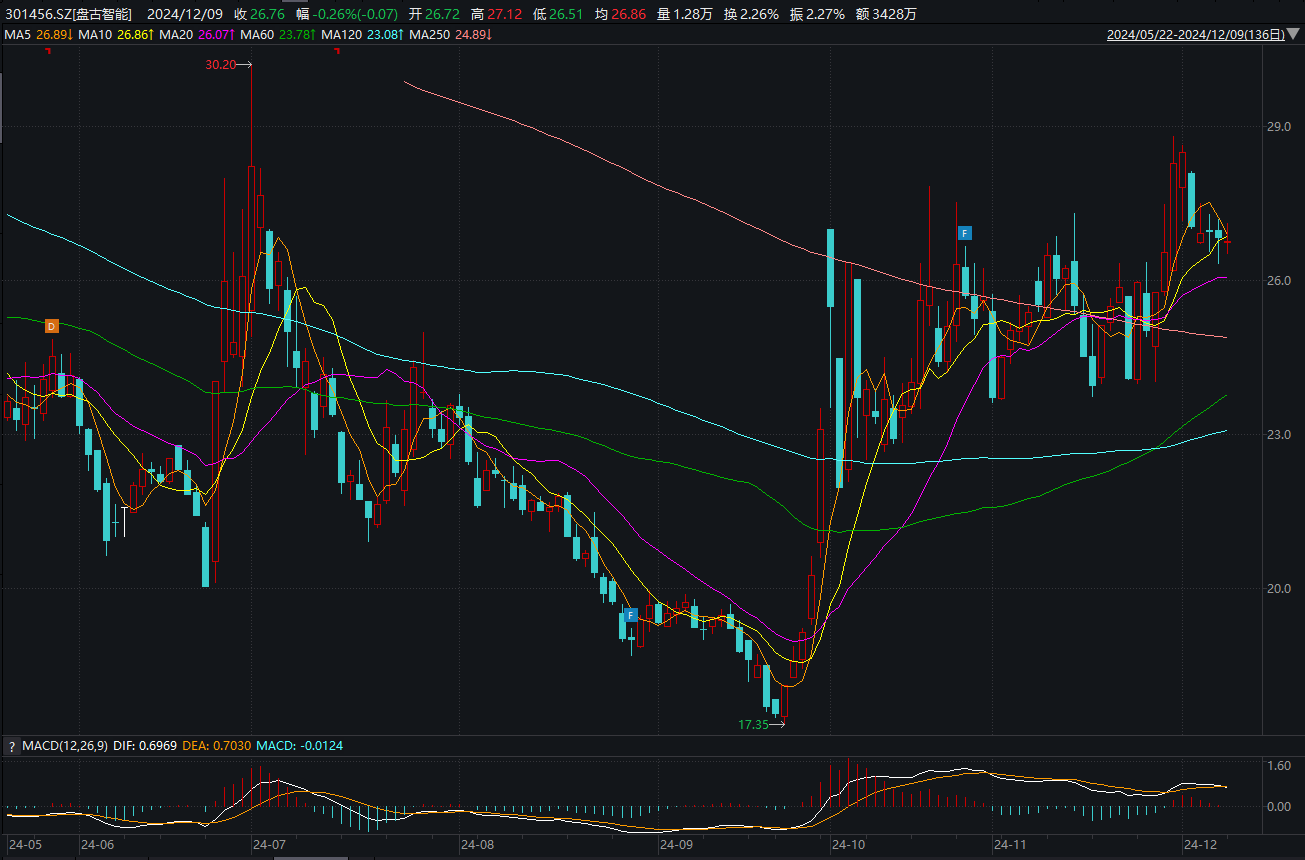 301456.SZ[盘古智能] 2024/12/09 收 26.76 幅 -0.26%(-0.07) 开 26.72 高 27.12 低 26.51 均 26.86 量 1.28万 换 2.26% 振 2.27% 额 3428万
MA5 26.89↓ MA10 26.86↑ MA20 26.07↑ MA60 23.78↑ MA120 23.08↑ MA250 24.89↓ 2024/05/22-2024/12/09(136日)
30.20
29.0
F
26.0
D
23.0
20.0
F
17.35
? MACD(12,26,9) DIF: 0.6969 DEA: 0.7030 MACD: -0.0124
1.60
0.00
24-05 24-06 24-07 24-08 24-09 24-10 24-11 24-12